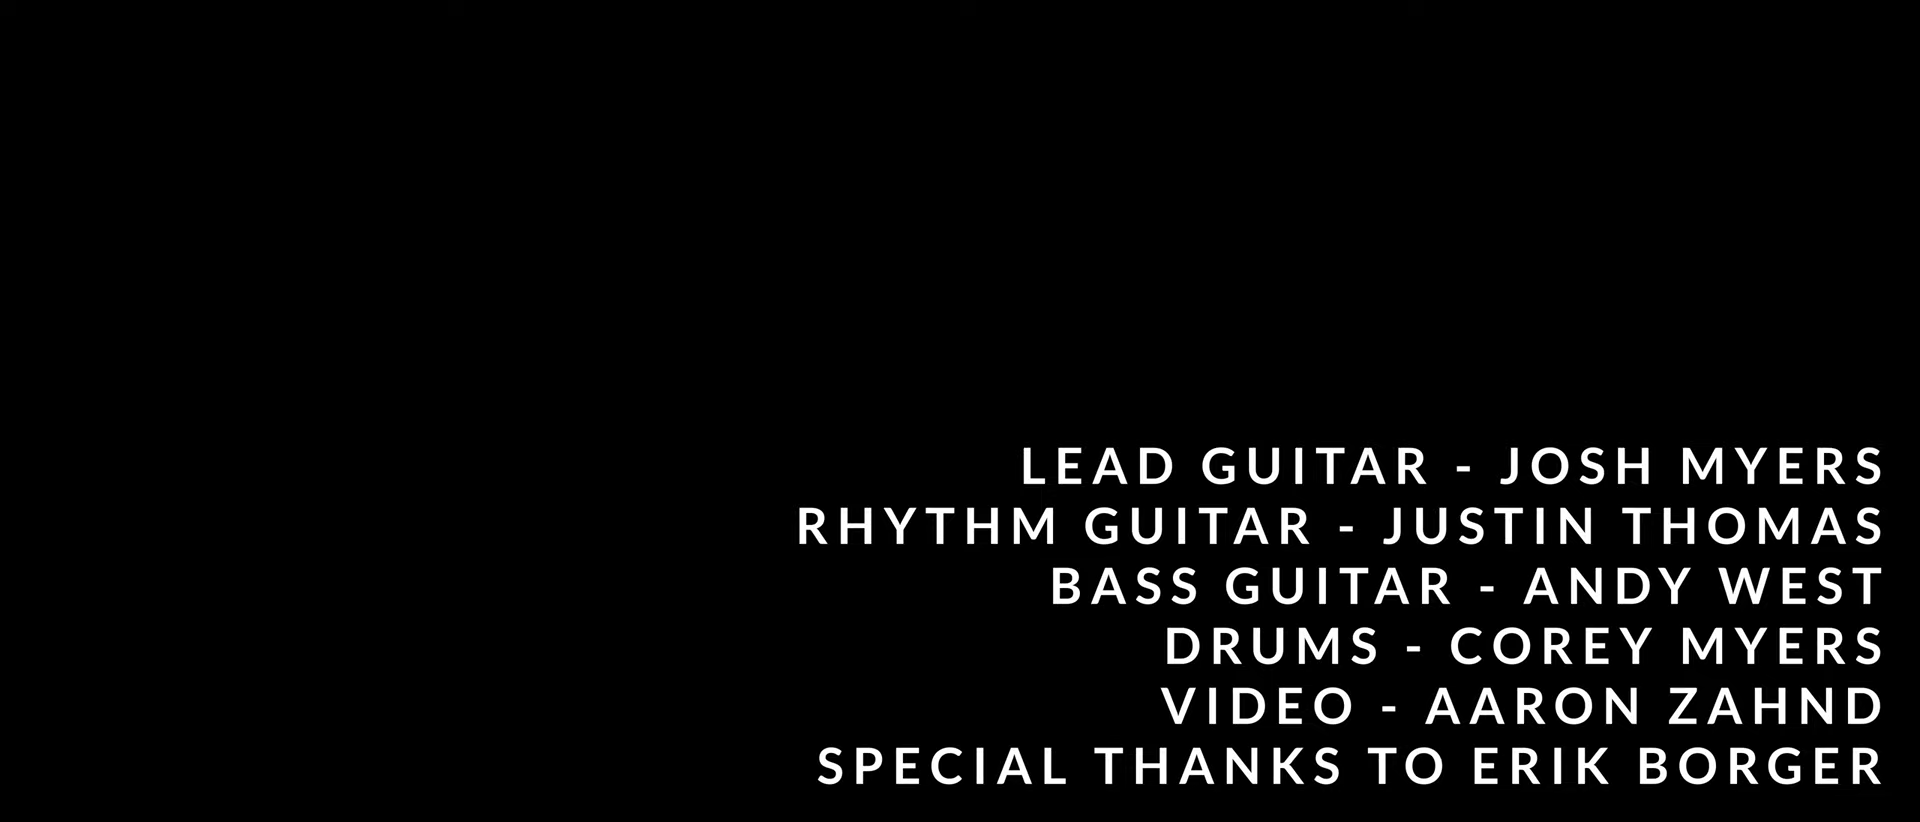 LEAD GUITAR - JOSH MYERS
RHYTHM GUITAR - JUSTIN THOMAS
BASS GUITAR - ANDY WEST
DRUMS - COREY MYERS
VIDEO - AARON ZAHND
SPECIAL THANKS TO ERIK BORGER